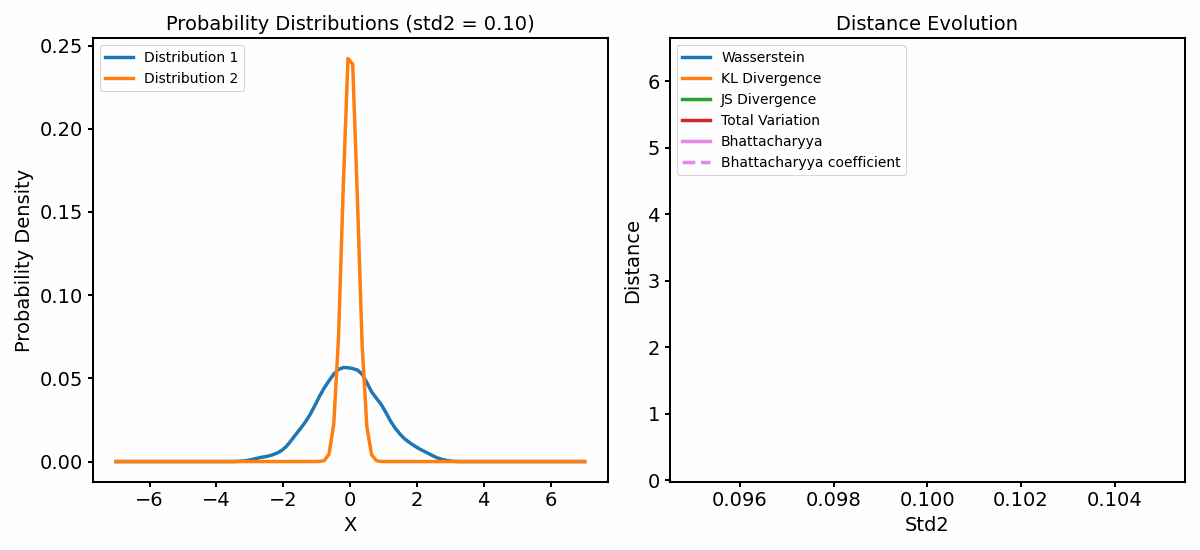 Probability Distributions (std2 = 0.10)
Distribution 1
Distribution 2
Probability Density
0.25
0.20
0.15
0.10
0.05
0.00
−6 −4 −2 0 2 4 6
X
Distance Evolution
Wasserstein
KL Divergence
JS Divergence
Total Variation
Bhattacharyya
Bhattacharyya coefficient
Distance
6
5
4
3
2
1
0
0.096 0.098 0.100 0.102 0.104
Std2